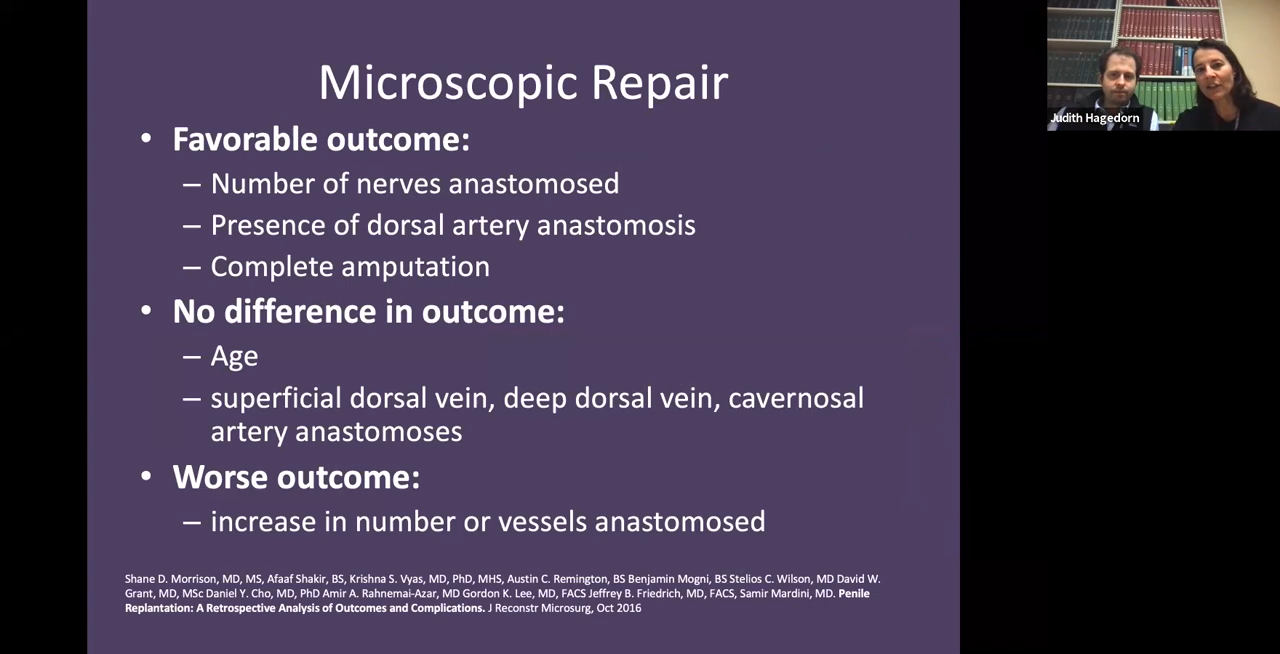 Microscopic Repair
• Favorable outcome:
– Number of nerves anastomosed
– Presence of dorsal artery anastomosis
– Complete amputation
• No difference in outcome:
– Age
– superficial dorsal vein, deep dorsal vein, cavernosal
artery anastomoses
• Worse outcome:
– increase in number or vessels anastomosed
Shane D. Morrison, MD, MS, Afaaf Shakir, BS, Krishna S. Vyas, MD, PhD, MHS, Austin C. Remington, BS Benjamin Mogni, BS Stelios C. Wilson, MD David W.
Grant, MD, MSc Daniel Y. Cho, MD, PhD Amir A. Rahnemai-Azar, MD Gordon K. Lee, MD, FACS Jeffrey B. Friedrich, MD, FACS, Samir Mardini, MD. Penile
Replantation: A Retrospective Analysis of Outcomes and Complications. J Reconstr Microsurg, Oct 2016
Judith Hagedorn